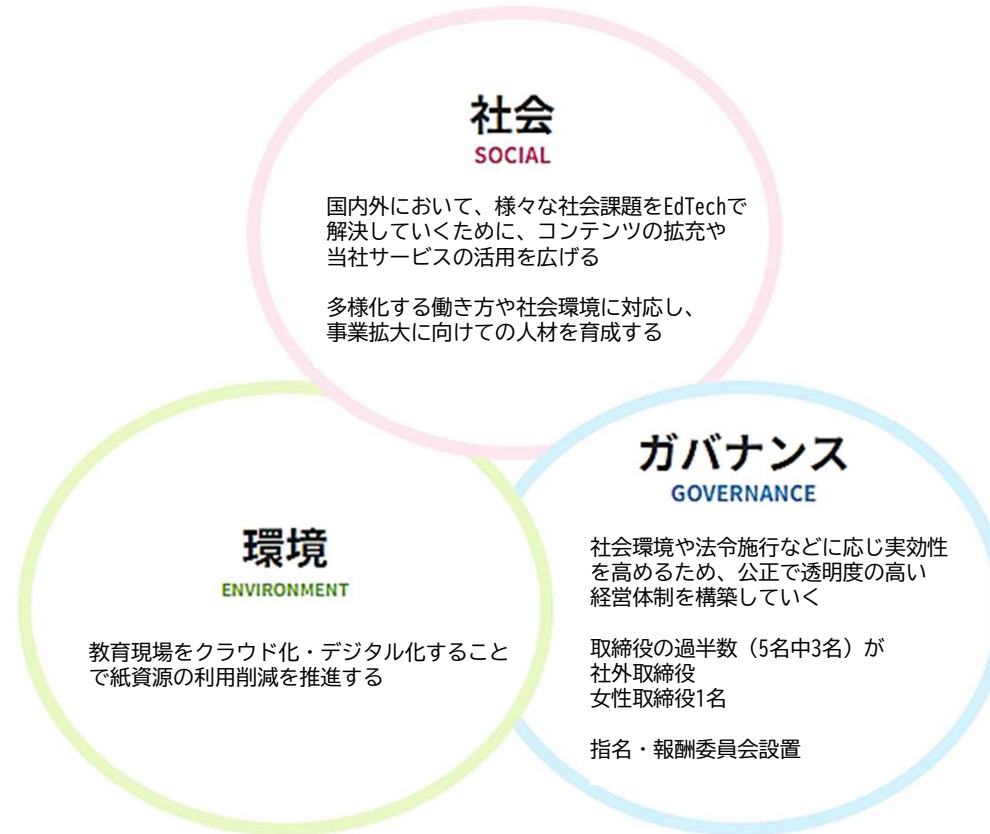 社会
SOCIAL
国内外において、様々な社会課題をEdTechで
解決していくために、コンテンツの拡充や
当社サービスの活用を広げる
多様化する働き方や社会環境に対応し、
事業拡大に向けての人材を育成する
環境
ENVIRONMENT
教育現場をクラウド化・デジタル化すること
で紙資源の利用削減を推進する
ガバナンス
GOVERNANCE
社会環境や法令施行などに応じ実効性
を高めるため、公正で透明度の高い
経営体制を構築していく
取締役の過半数（5名中3名）が
社外取締役
女性取締役1名
指名・報酬委員会設置